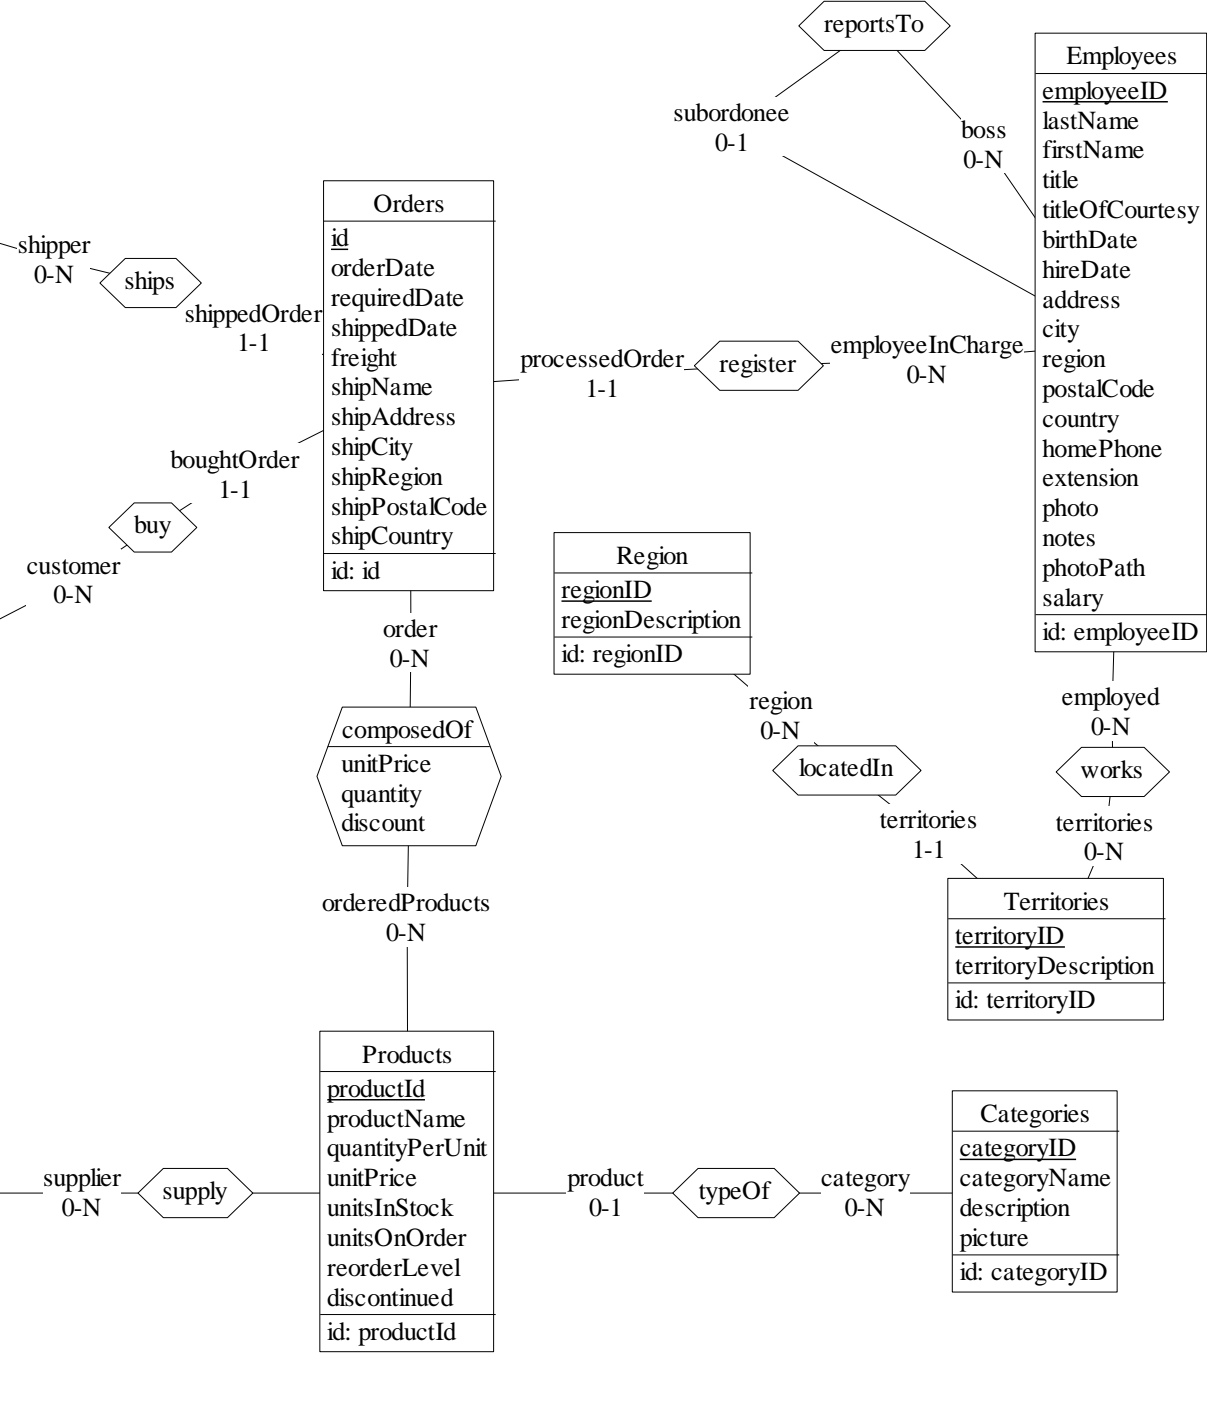 reportsTo
subordonee
0-1
boss
0-N
Employees
employeeID
lastName
firstName
title
titleOfCourtesy
birthDate
hireDate
address
city
region
postalCode
country
homePhone
extension
photo
notes
photoPath
salary
id: employeeID
Orders
id
orderDate
requiredDate
shippedDate
freight
shipName
shipAddress
shipCity
shipRegion
shipPostalCode
shipCountry
id: id
shipper
0-N
ships
shippedOrder
1-1
processedOrder
1-1
register
employeeInCharge
0-N
boughtOrder
1-1
buy
customer
0-N
Region
regionID
regionDescription
id: regionID
order
0-N
region
0-N
locatedIn
territories
1-1
employed
0-N
works
territories
0-N
composedOf
unitPrice
quantity
discount
orderedProducts
0-N
Territories
territoryID
territoryDescription
id: territoryID
Products
productId
productName
quantityPerUnit
unitPrice
unitsInStock
unitsOnOrder
reorderLevel
discontinued
id: productId
supplier
0-N
supply
product
0-1
typeOf
category
0-N
Categories
categoryID
categoryName
description
picture
id: categoryID